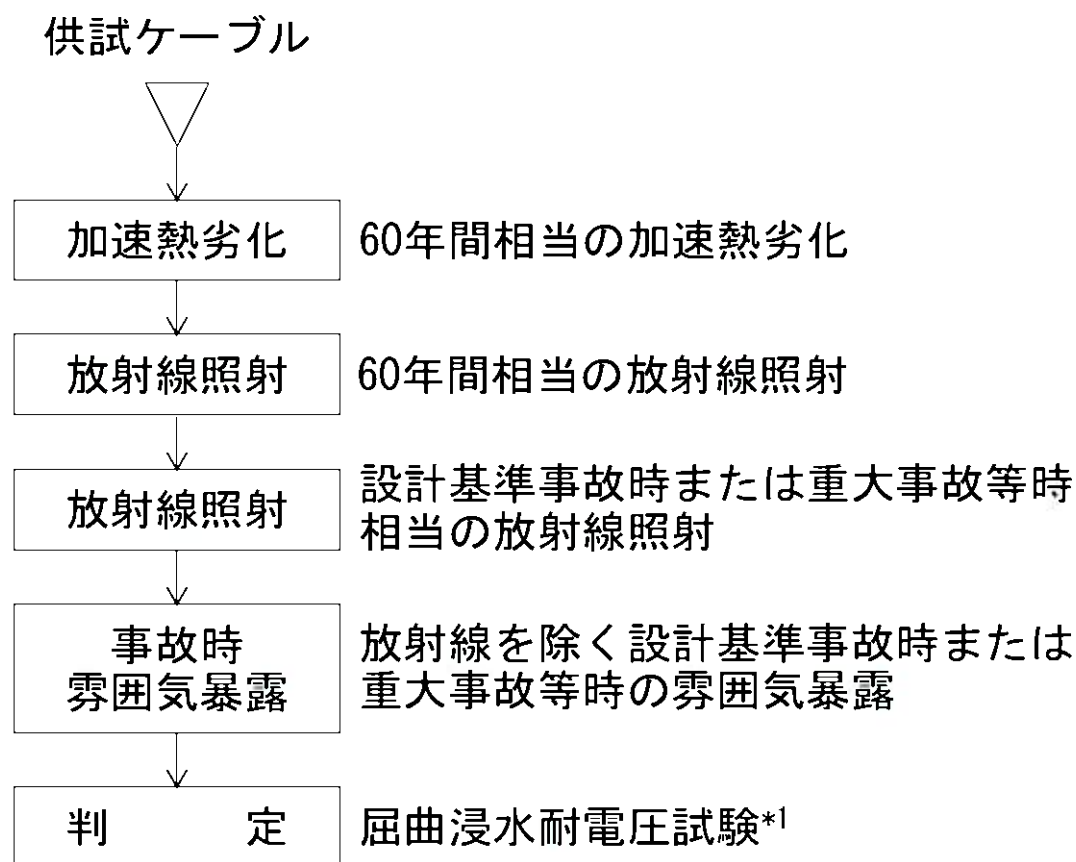 供試ケーブル
加速熱劣化 60年間相当の加速熱劣化
放射線照射 60年間相当の放射線照射
放射線照射
設計基準事故時または重大事故等時
相当の放射線照射
事故時
雰囲気暴露
放射線を除く設計基準事故時または
重大事故等時の雰囲気暴露
判 定 屈曲浸水耐電圧試験*1